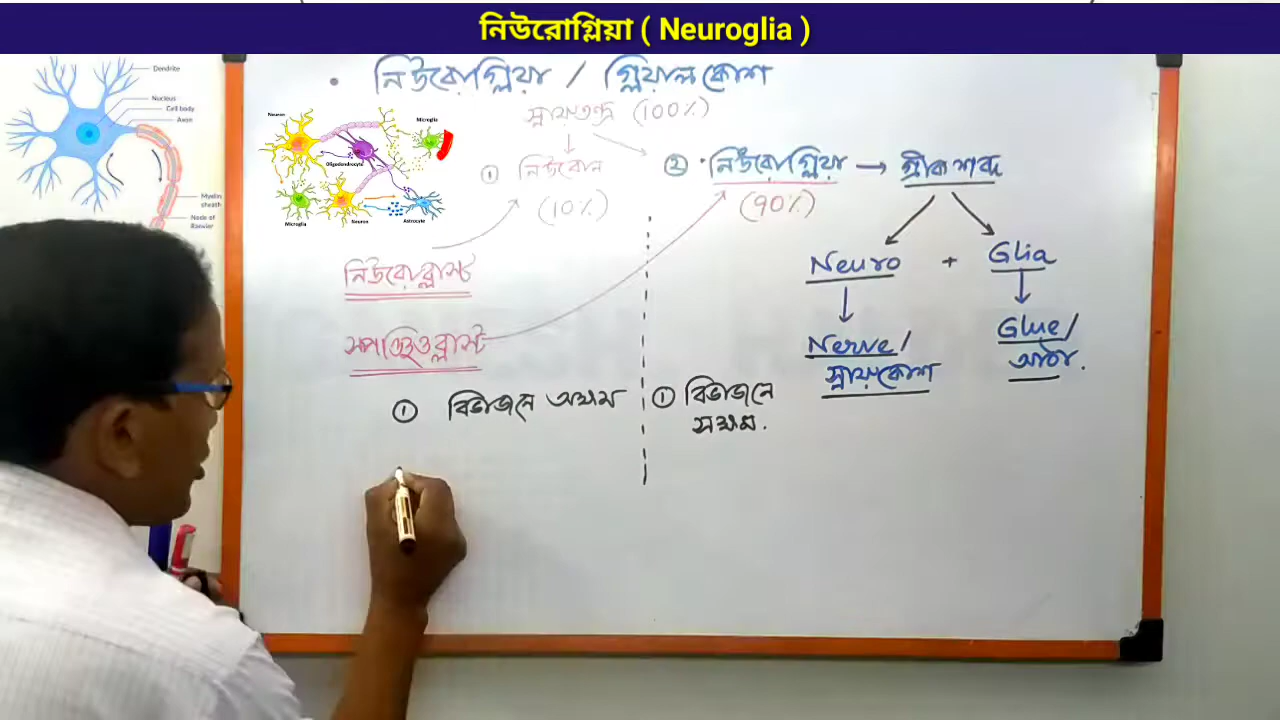 নিউরোগ্লিয়া ( Neuroglia )
Dendrite
Nucleus
Cell body
Axon
Myelin
sheath
Node of
Ranvier
• নিউরোগ্লিয়া / গ্লিয়াল কোশ
Neuron
Oligodendrocyte
Microglia
Microglia
Neuron
Astrocyte
স্নায়ুতন্ত্র (100%)
① নিউরোন
(10%)
② নিউরোগ্লিয়া → গ্রীক শব্দ
(90%)
Neuro + Glia
Nerve/
স্নায়ুকোশ
Glue/
আঠা.
নিউরোব্লাস্ট
স্পঞ্জিওব্লাস্ট
① বিভাজনে অক্ষম
① বিভাজনে
সক্ষম.